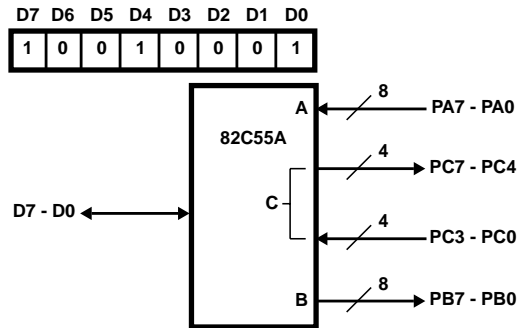 D7 D6 D5 D4 D3 D2 D1 D0
1 0 0 1 0 0 0 1
A 8 PA7 - PA0
82C55A
4 PC7 - PC4
D7 - D0 C
4 PC3 - PC0
B 8 PB7 - PB0